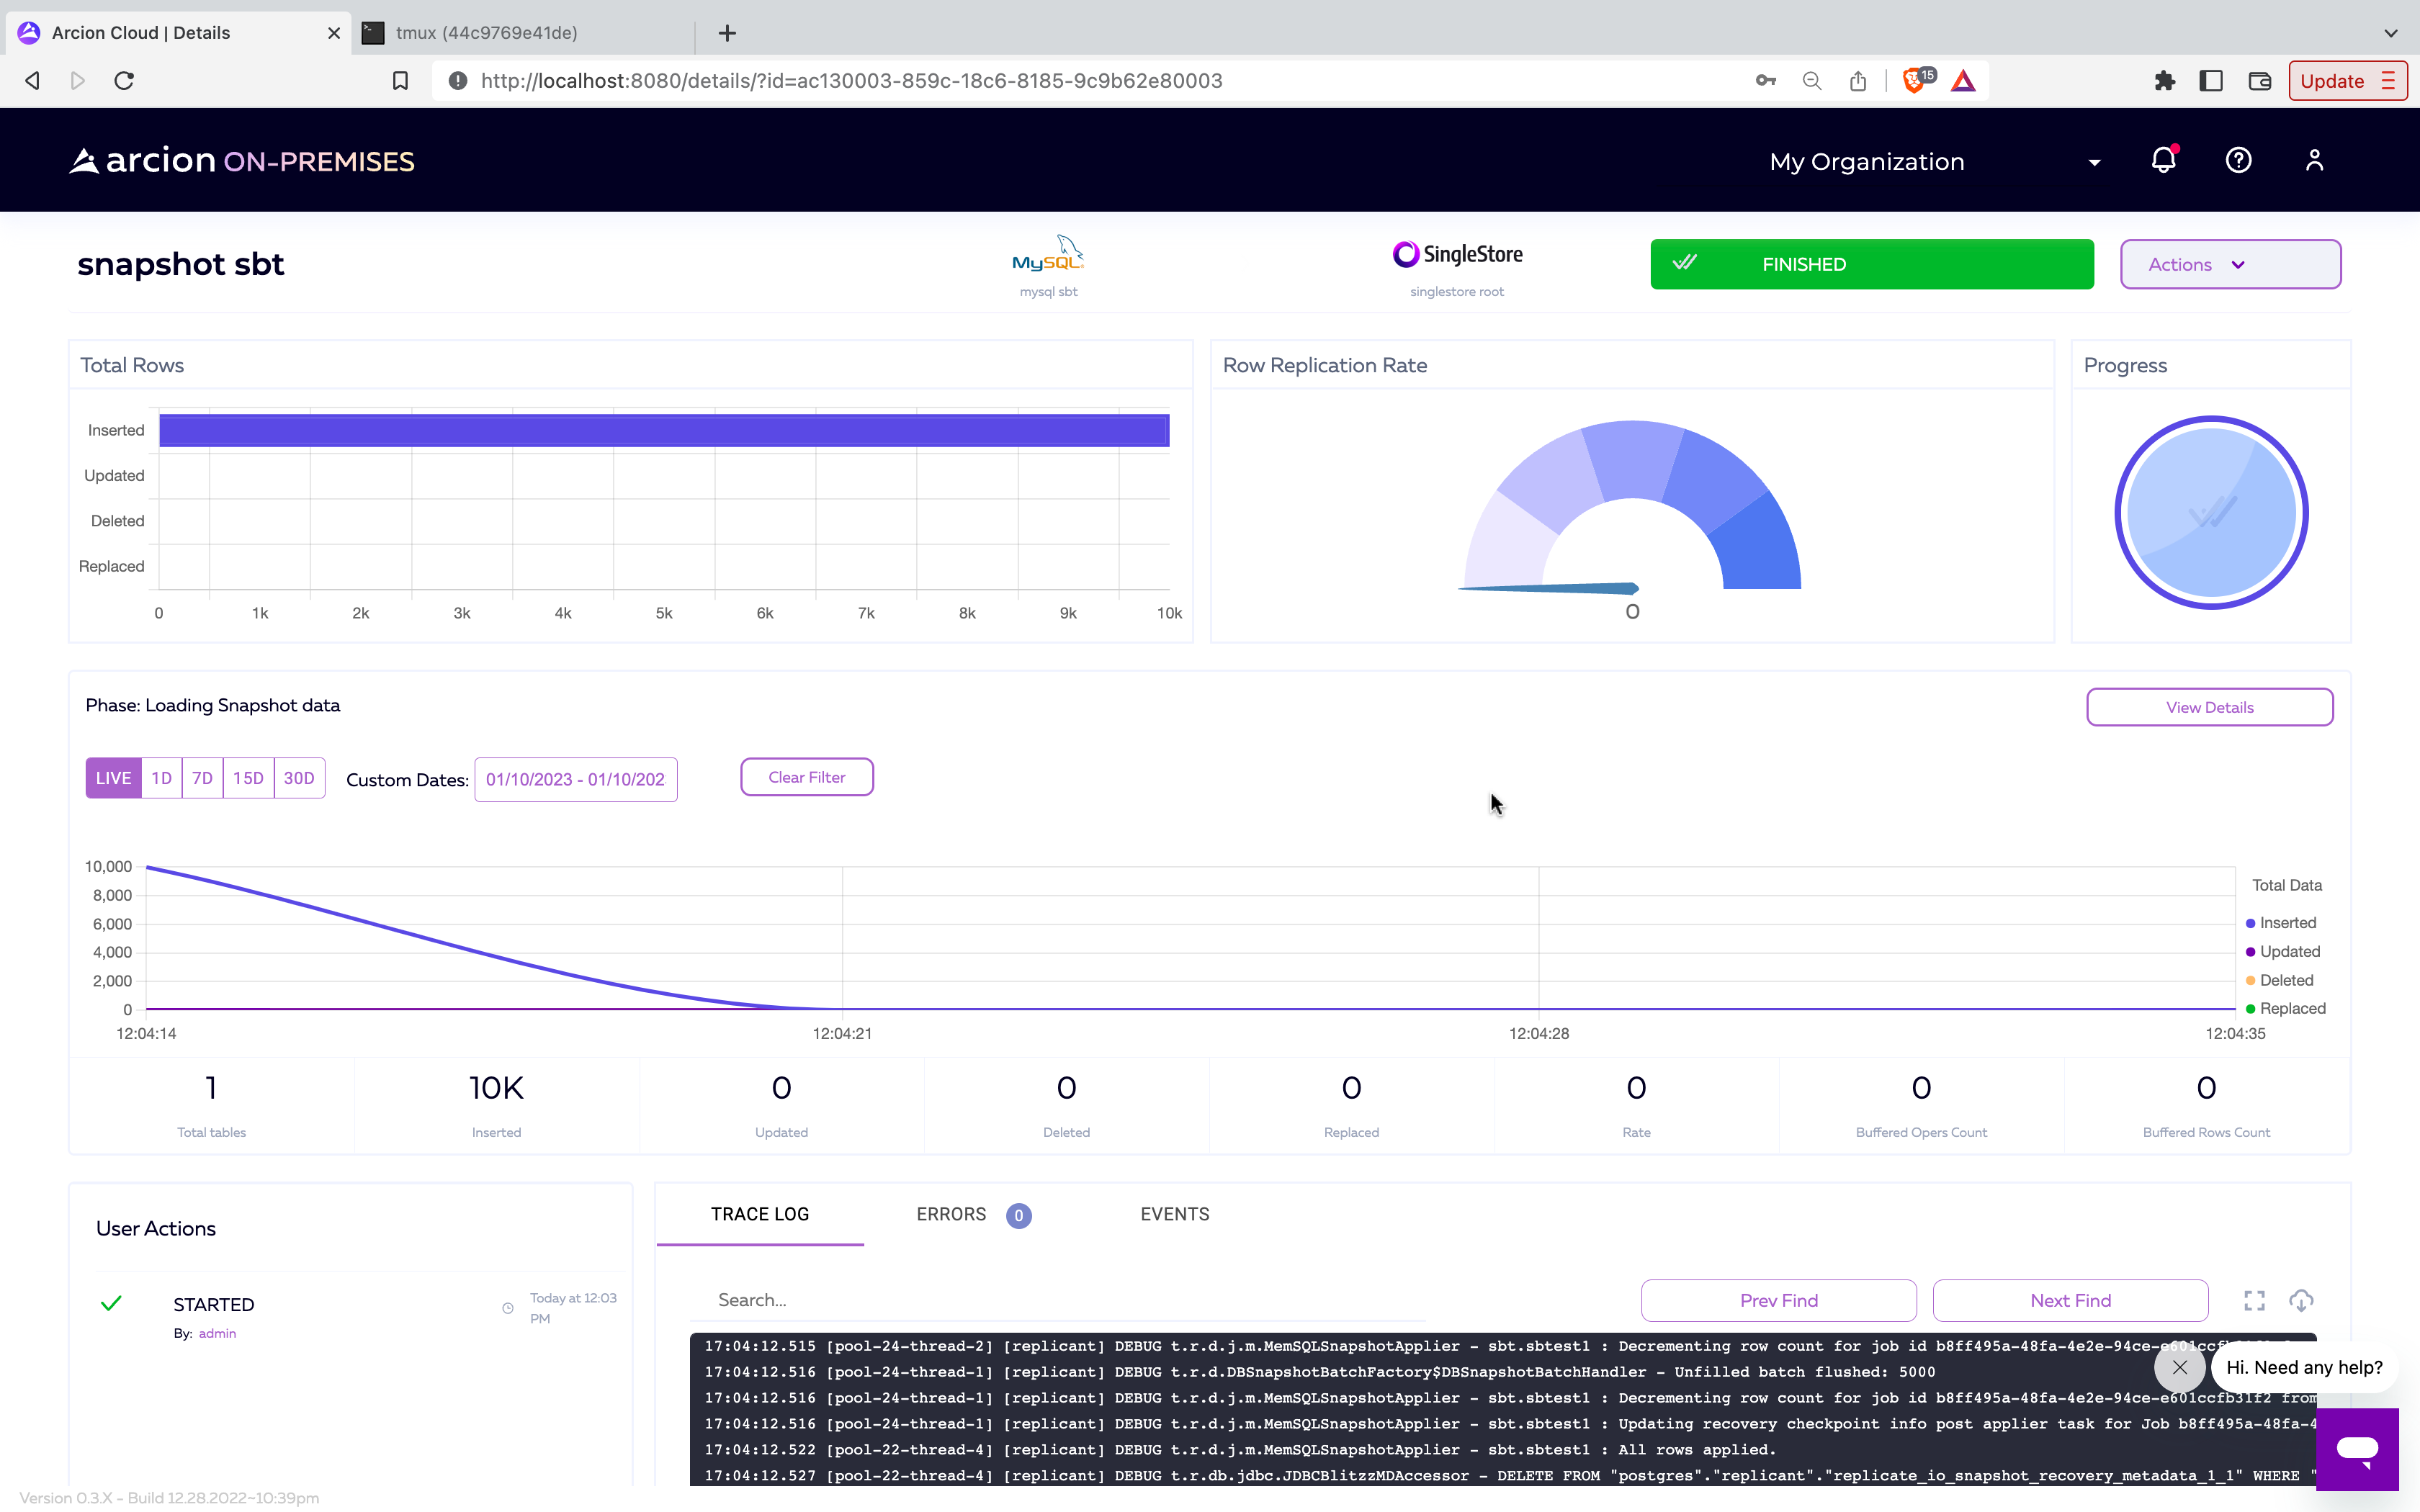 Arcion Cloud | Details
tmux (44c9769e41de)
http://localhost:8080/details/?id=ac130003-859c-18c6-8185-9c9b62e80003
15
Update
arcion ON-PREMISES
My Organization
snapshot sbt
MySQL
mysql sbt
SingleStore
singlestore root
FINISHED
Actions
Total Rows
Inserted
Updated
Deleted
Replaced
0 1k 2k 3k 4k 5k 6k 7k 8k 9k 10k
Row Replication Rate
0
Progress
Phase: Loading Snapshot data
View Details
LIVE 1D 7D 15D 30D
Custom Dates: 01/10/2023 - 01/10/202
Clear Filter
10,000
8,000
6,000
4,000
2,000
0
12:04:14 12:04:21 12:04:28 12:04:35
Total Data
Inserted
Updated
Deleted
Replaced
1 10K 0 0 0 0 0 0
Total tables Inserted Updated Deleted Replaced Rate Buffered Opers Count Buffered Rows Count
User Actions
STARTED
By: admin
Today at 12:03
PM
TRACE LOG ERRORS 0 EVENTS
Search...
Prev Find Next Find
17:04:12.515 [pool-24-thread-2] [replicant] DEBUG t.r.d.j.m.MemSQLSnapshotApplier - sbt.sbtest1 : Decrementing row count for job id
17:04:12.516 [pool-24-thread-1] [replicant] DEBUG t.r.d.DBSnapshotBatchFactory$DBSnapshotBatchHandler - Unfilled batch flushed: 5000
17:04:12.516 [pool-24-thread-1] [replicant] DEBUG t.r.d.j.m.MemSQLSnapshotApplier - sbt.sbtest1 : Decrementing row count for job id b8ff495a-48fa-4e2e-94ce-e601ccfb31f2 from
17:04:12.516 [pool-24-thread-1] [replicant] DEBUG t.r.d.j.m.MemSQLSnapshotApplier - sbt.sbtest1 : Updating recovery checkpoint info post applier task for Job b8ff495a-48fa-4
17:04:12.522 [pool-22-thread-4] [replicant] DEBUG t.r.d.j.m.MemSQLSnapshotApplier - sbt.sbtest1 : All rows applied.
17:04:12.527 [pool-22-thread-4] [replicant] DEBUG t.r.db.jdbc.JDBCBlitzzMDAccessor - DELETE FROM "postgres"."replicant"."replicate_io_snapshot_recovery_metadata_1_1" WHERE "
Hi. Need any help?
Version 0.3.X - Build 12.28.2022~10:39pm